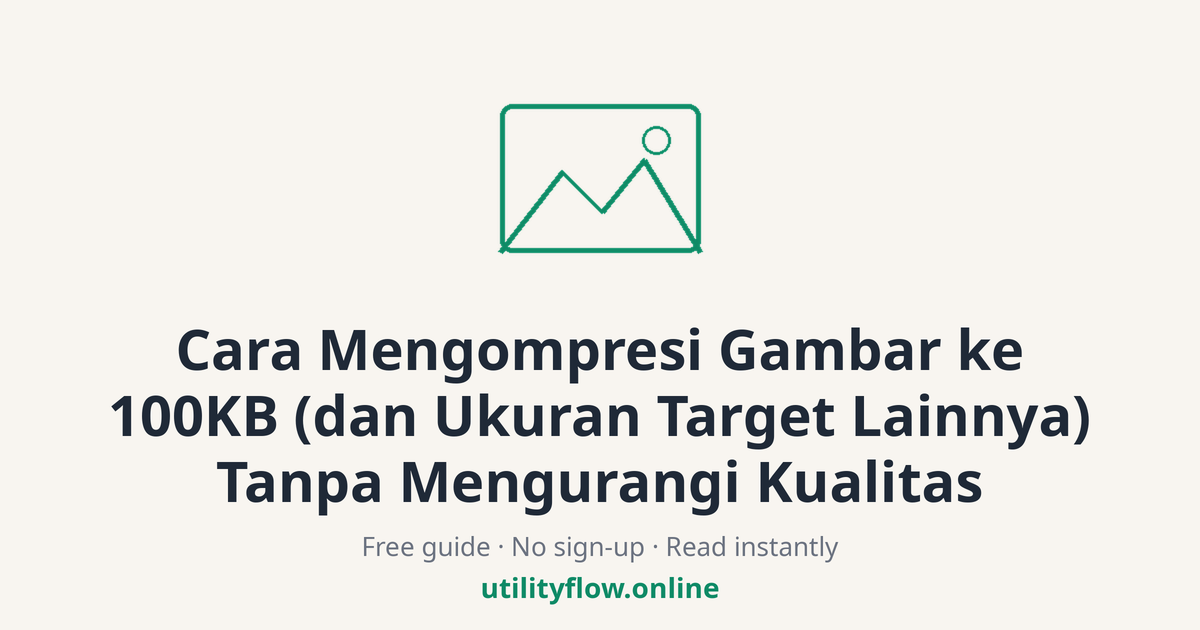 Cara Mengompresi Gambar ke
100KB (dan Ukuran Target Lainnya)
Tanpa Mengurangi Kualitas
Free guide · No sign-up · Read instantly
utilityflow.online